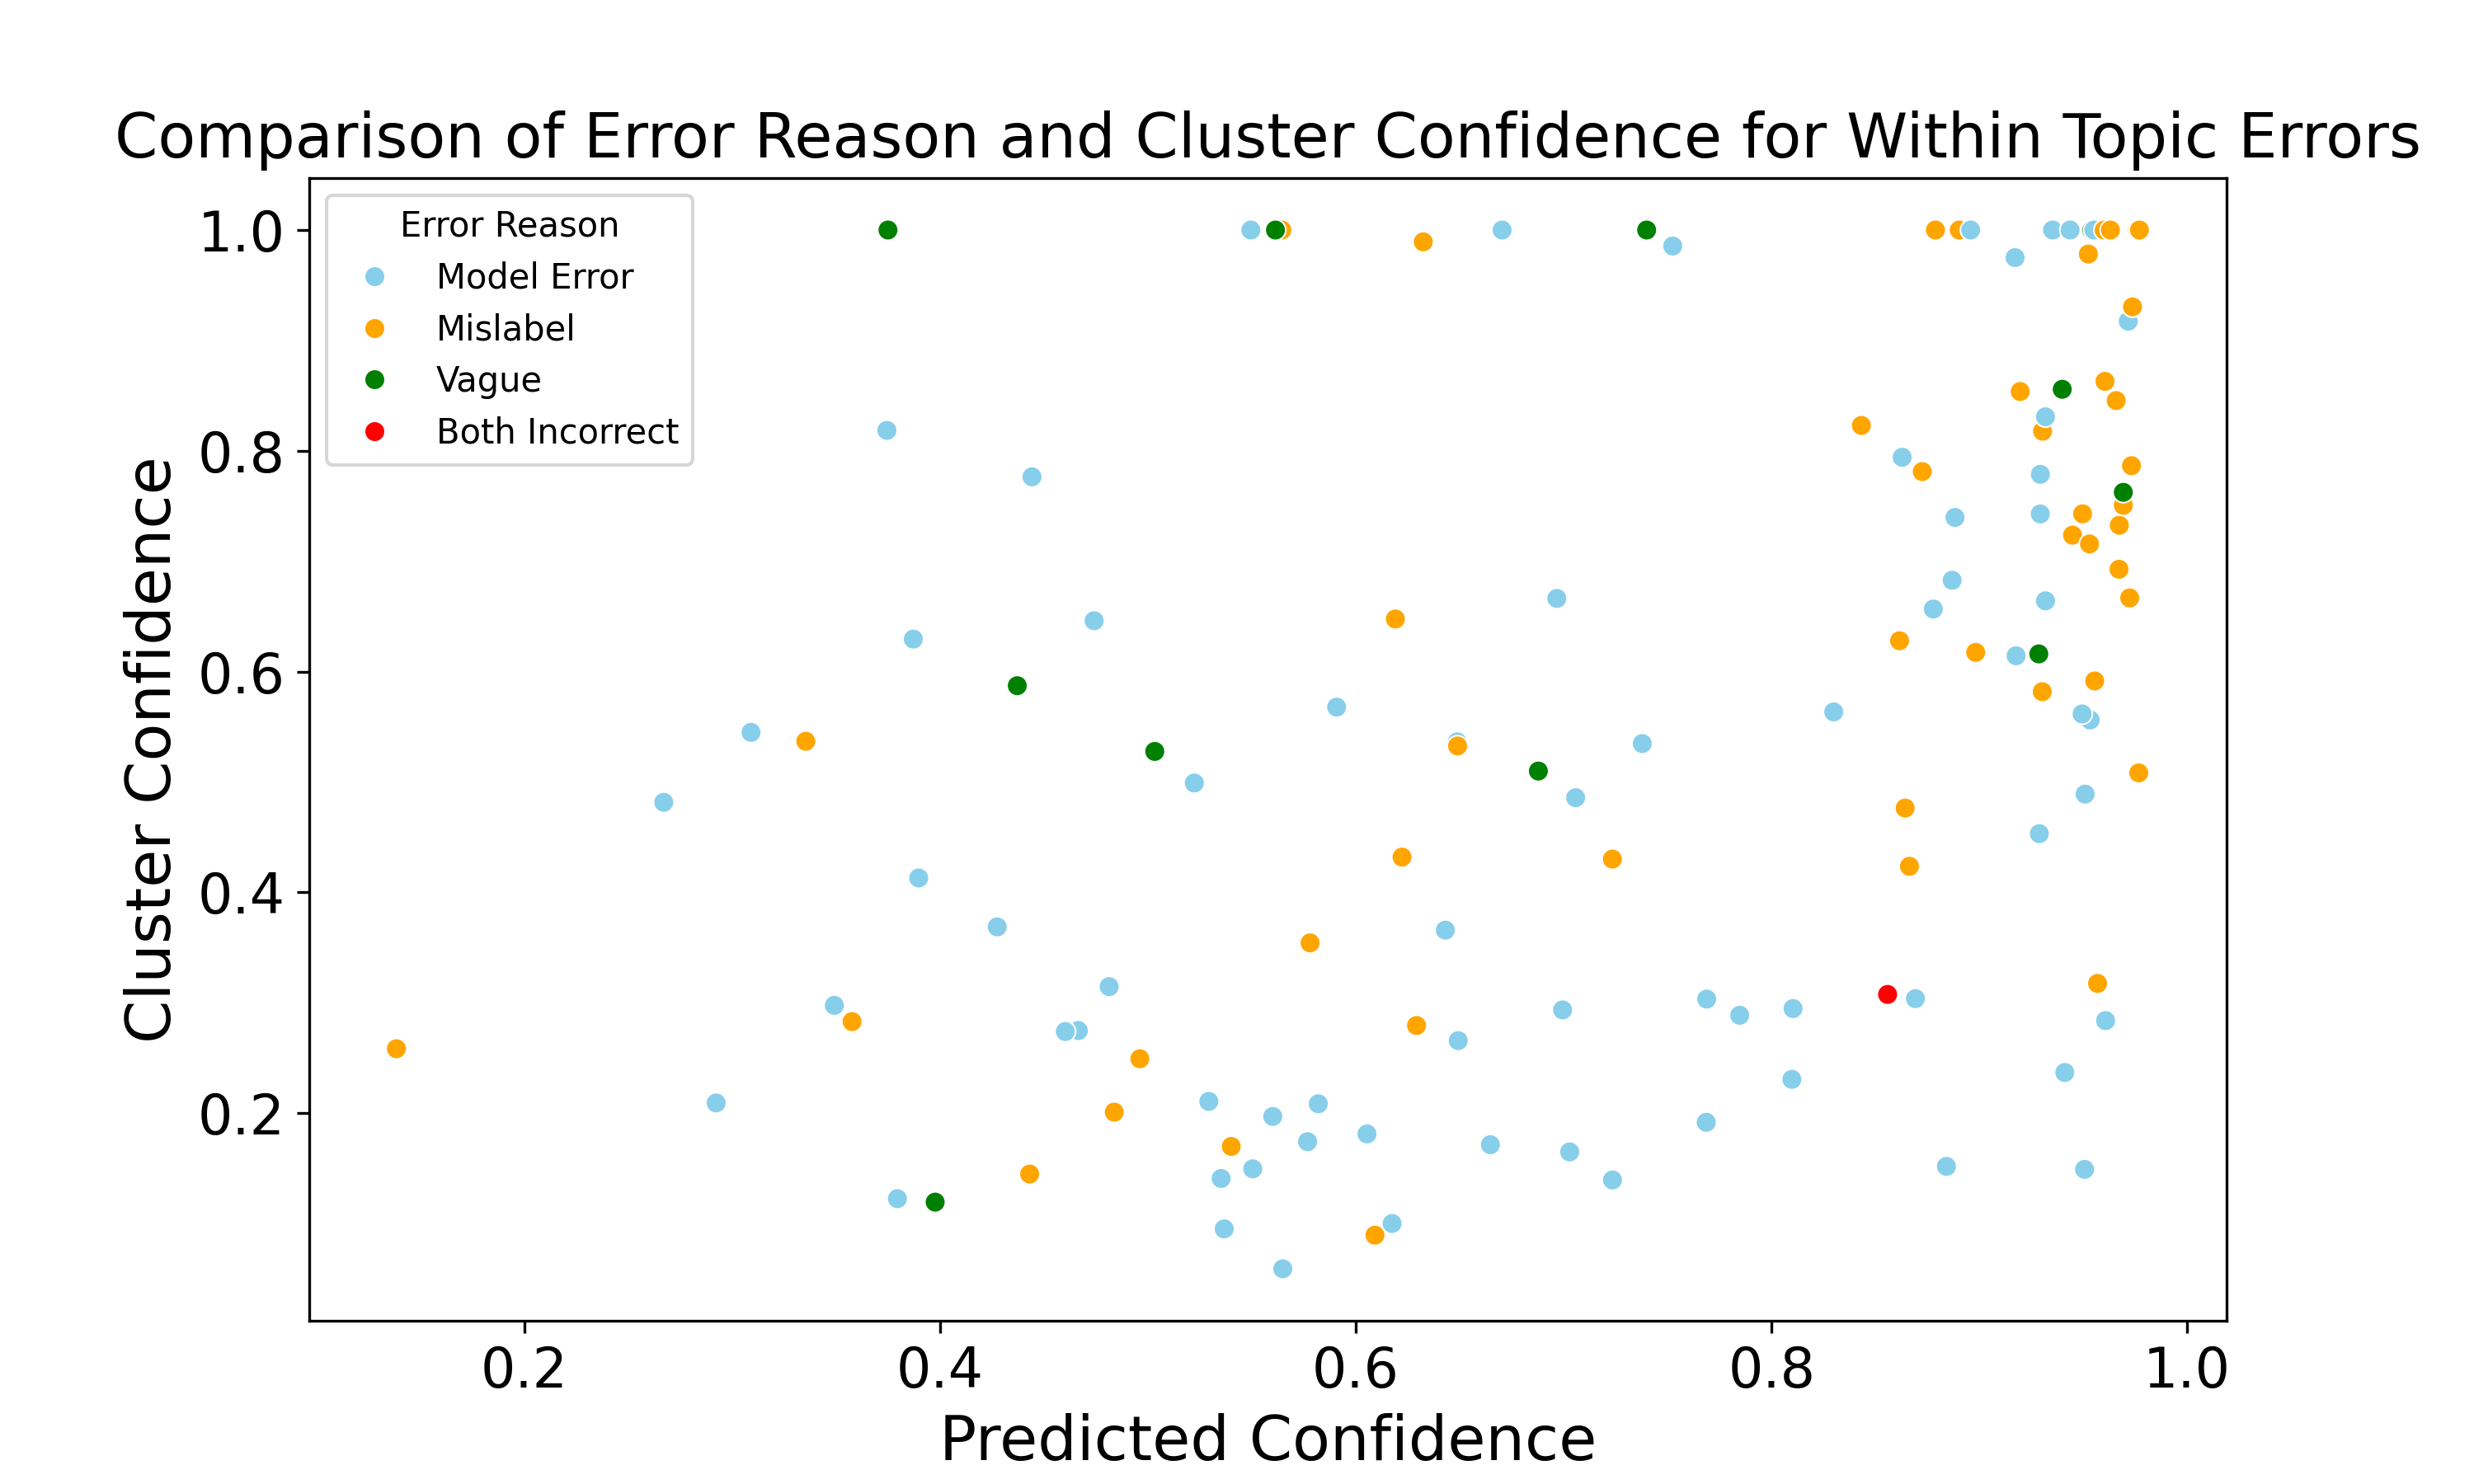 Comparison of Error Reason and Cluster Confidence for Within Topic Errors
Error Reason
Model Error
Mislabel
Vague
Both Incorrect
1.0
0.8
0.6
0.4
0.2
Cluster Confidence
0.2
0.4
0.6
0.8
1.0
Predicted Confidence